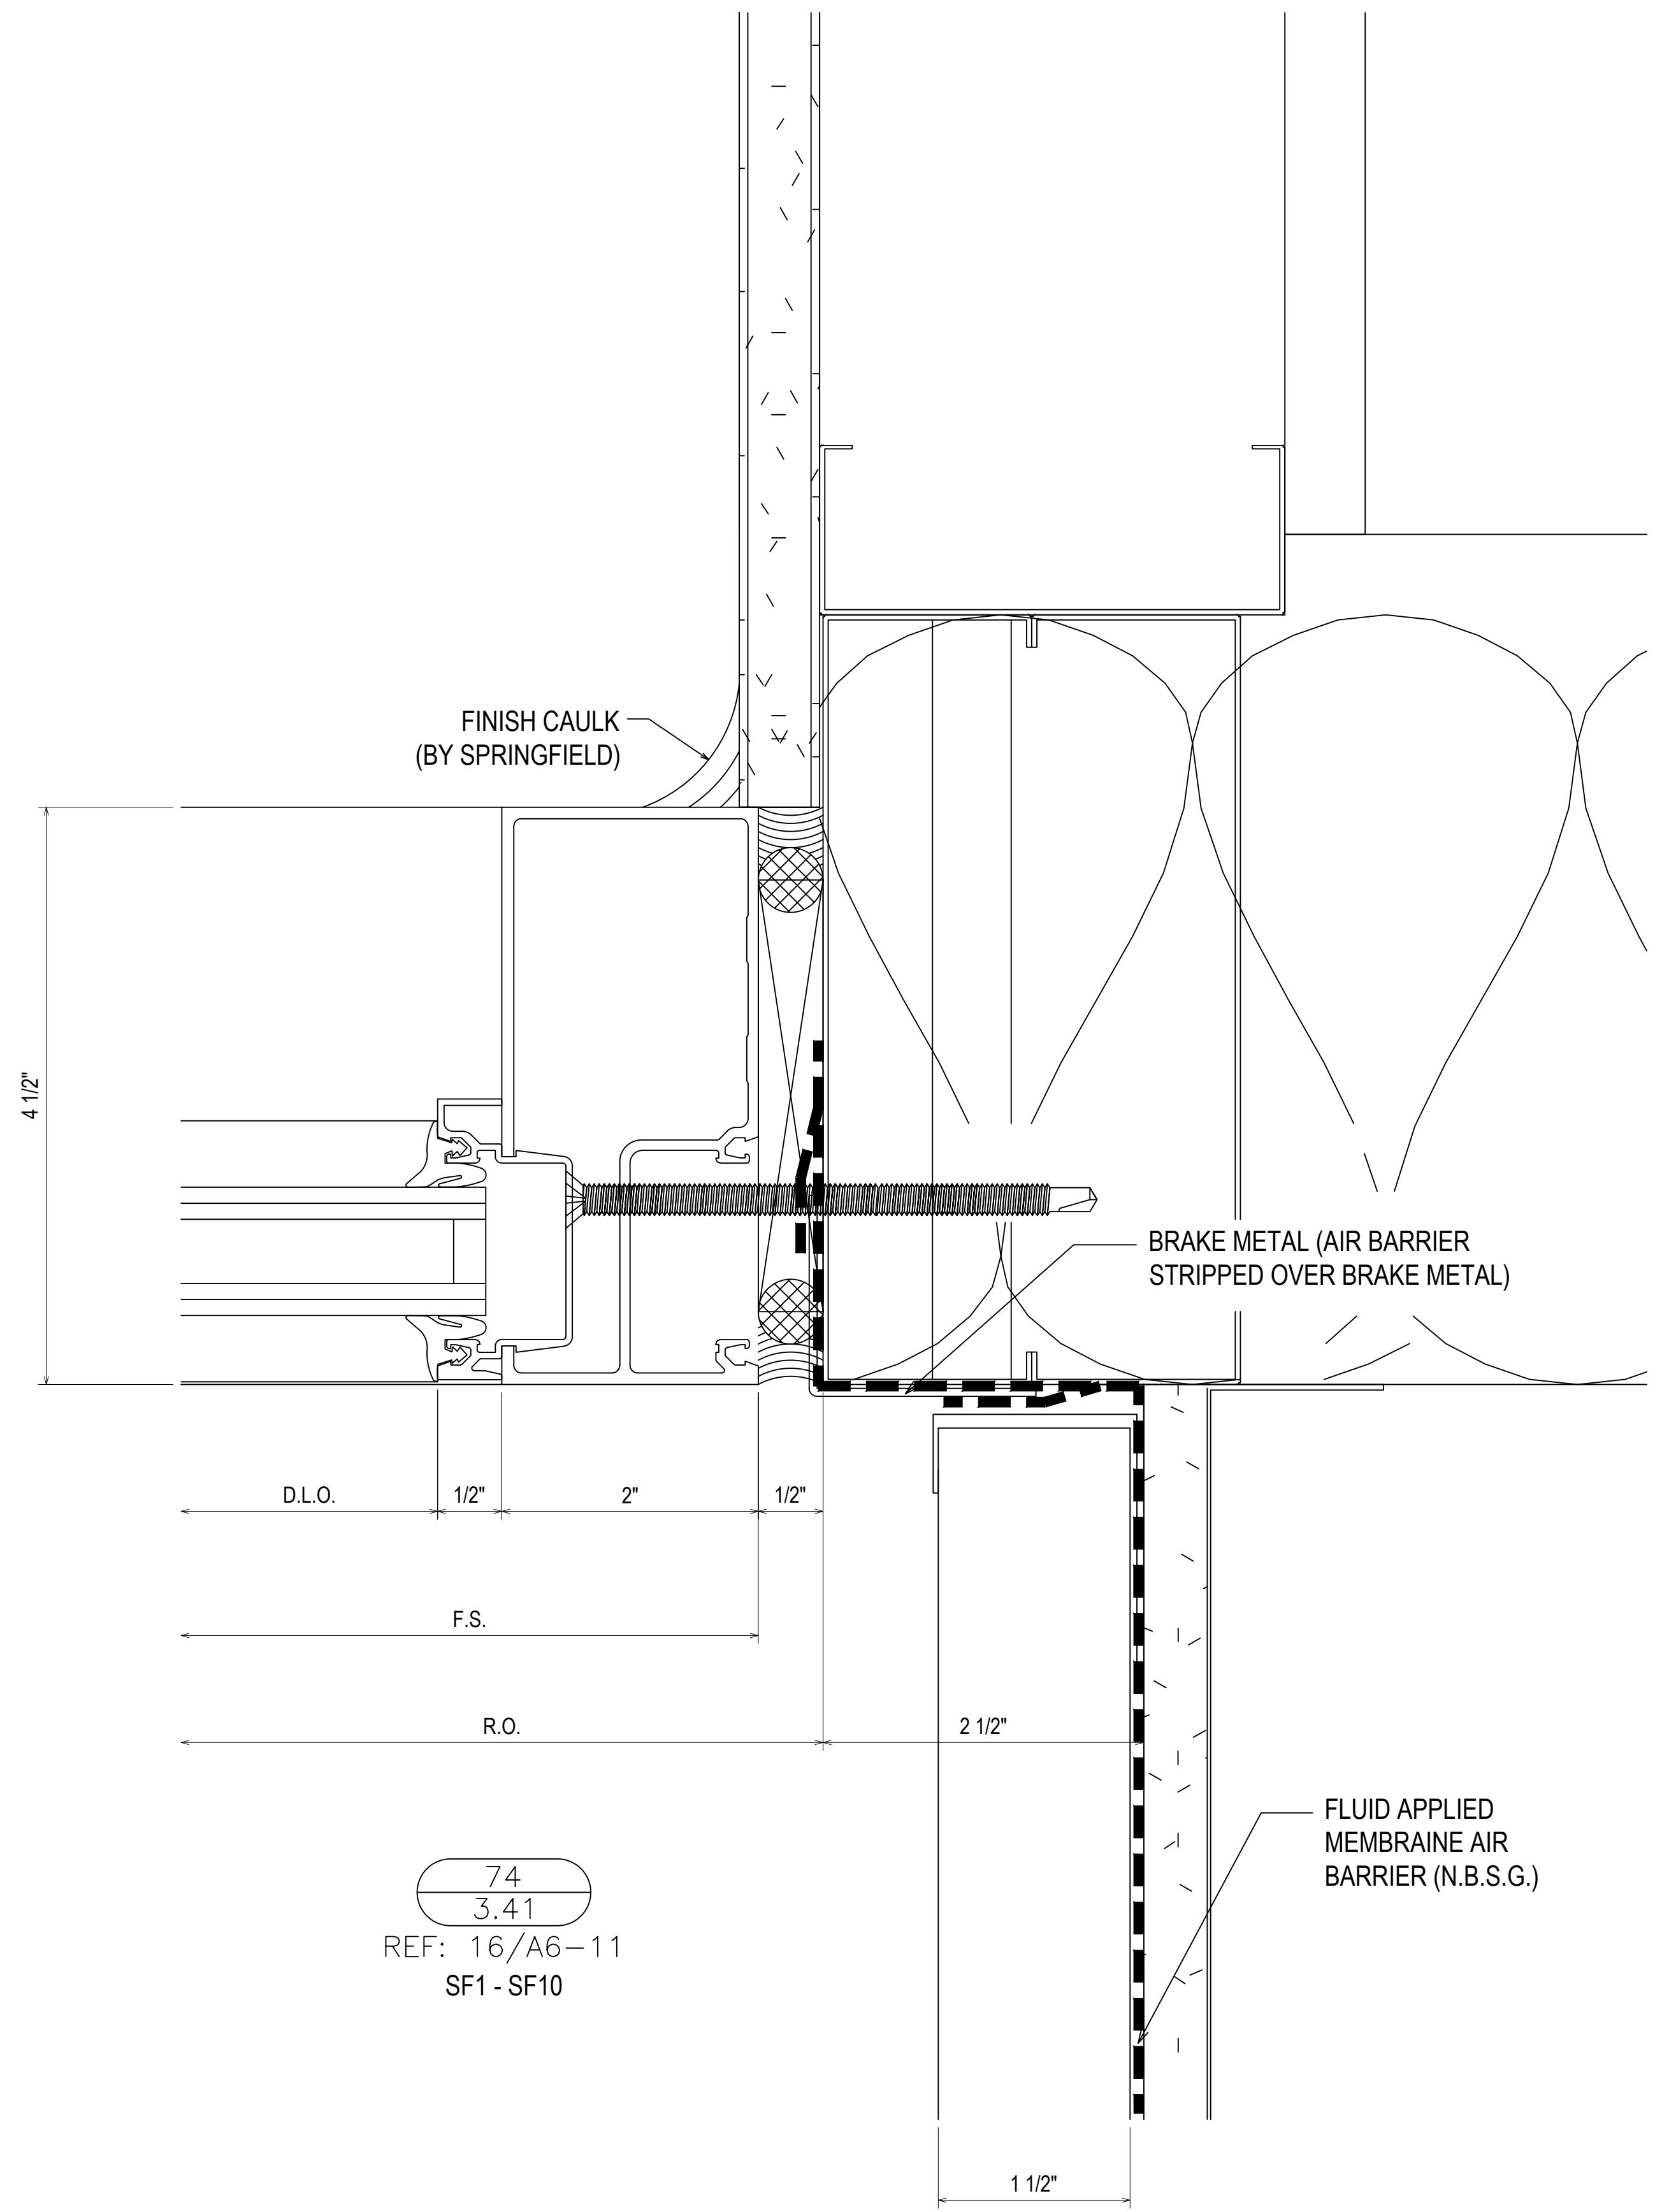 FINISH CAULK
(BY SPRINGFIELD)
4 1/2"
BRAKE METAL (AIR BARRIER
STRIPPED OVER BRAKE METAL)
D.L.O.
1/2"
2"
1/2"
F.S.
R.O.
2 1/2"
FLUID APPLIED
MEMBRAINE AIR
BARRIER (N.B.S.G.)
74
3.41
REF: 16/A6-11
SF1 - SF10
1 1/2"